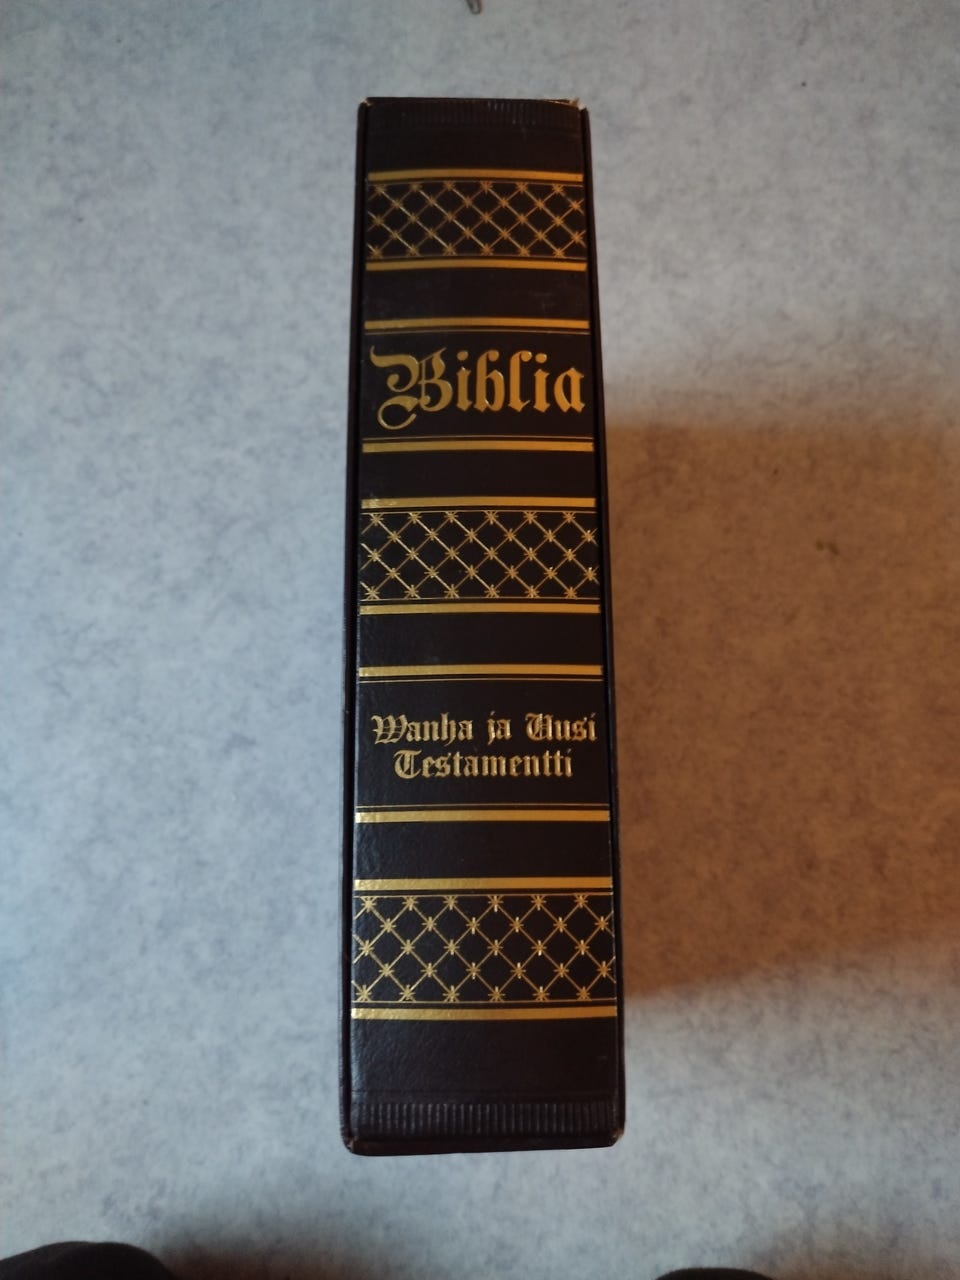 Biblia
Wanha ja Uusi
Testamentti